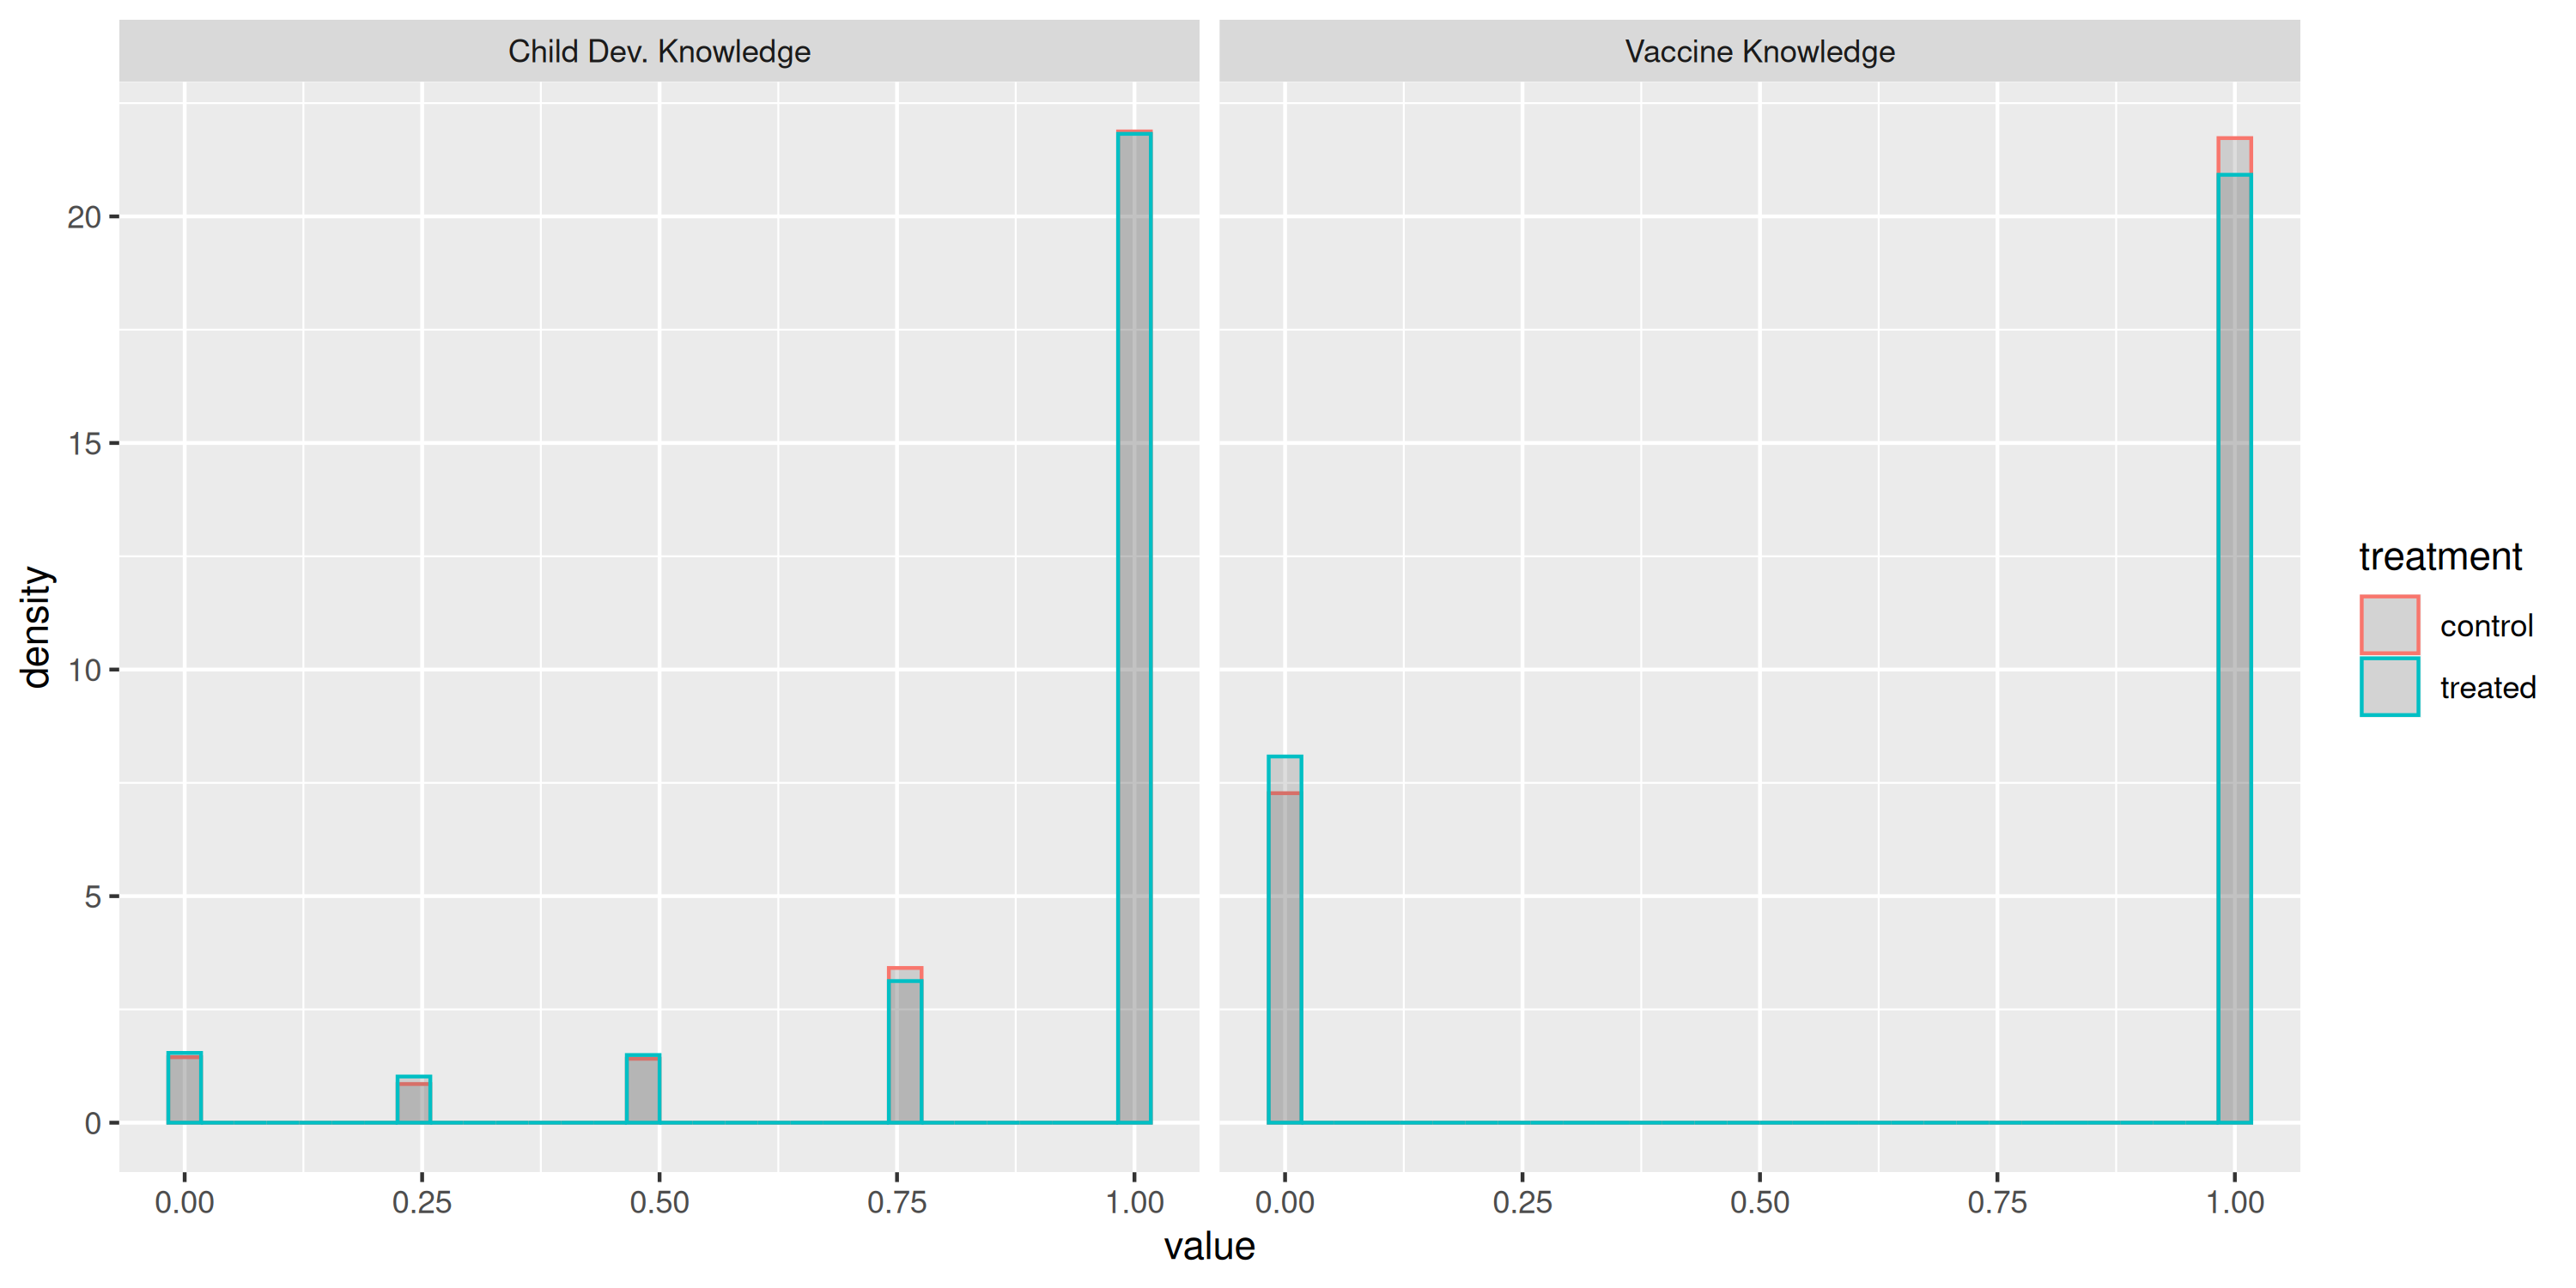 Child Dev. Knowledge
Vaccine Knowledge
density
20
15
10
5
0
0.00 0.25 0.50 0.75 1.00
0.00 0.25 0.50 0.75 1.00
value
treatment
control
treated